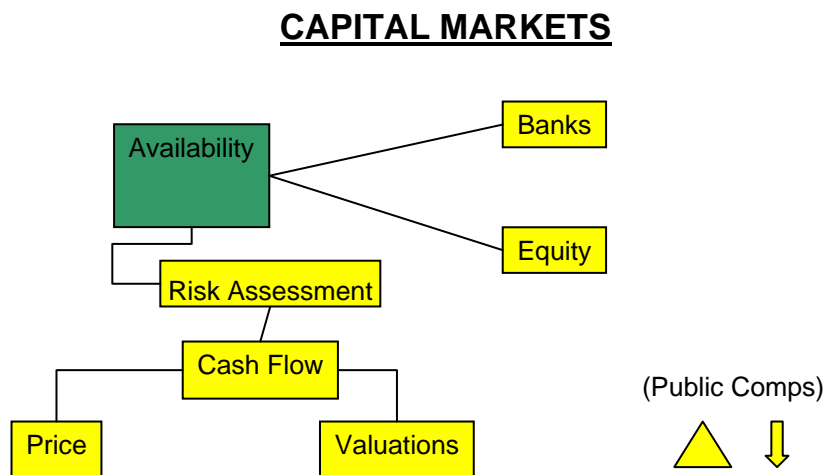 CAPITAL MARKETS
Banks
Availability
Equity
Risk Assessment
Cash Flow
(Public Comps)
Price
Valuations